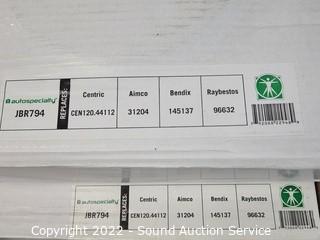 Centric Aimco Bendix Raybestos
autospecialty
REPLACES:
JBR794 CEN120.44112 31204 145137 96632
Centric Aimco Bendix Raybestos
autospecialty
REPLACES:
JBR794 CEN120.44112 31204 145137 96632
Copyright 2022 - Sound Auction Service